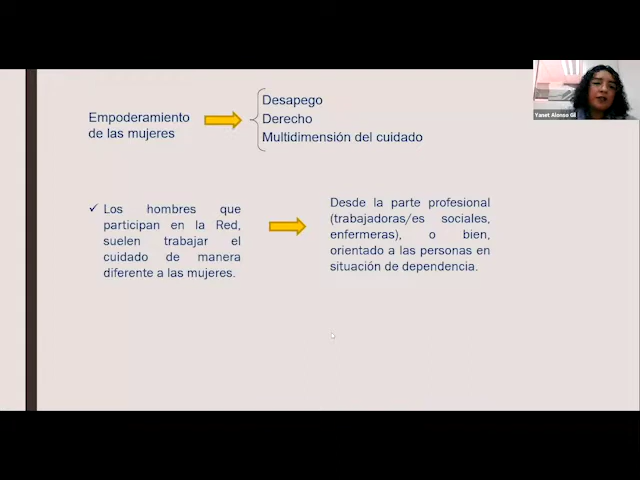 Empoderamiento
de las mujeres
Desapego
Derecho
Multidimensión del cuidado
✓ Los hombres que
participan en la Red,
suelen trabajar el
cuidado de manera
diferente a las mujeres.
Desde la parte profesional
(trabajadoras/es sociales,
enfermeras), o bien,
orientado a las personas en
situación de dependencia.
Yanet Alonso Gil